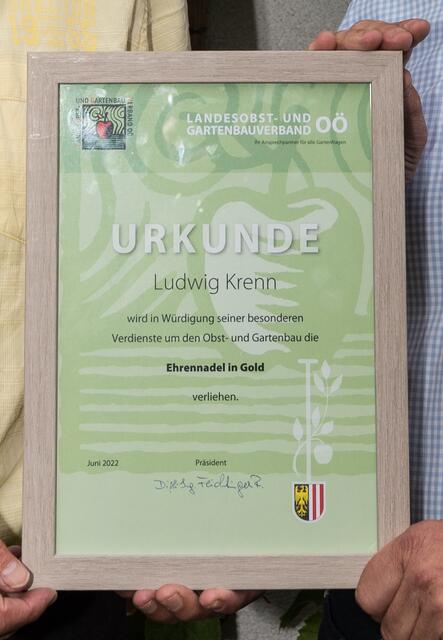 UND GARTENBAU
VERBAND OÖ
LANDESOBST- UND
GARTENBAUVERBAND OÖ
Ihr Ansprechpartner für alle Gartenfragen
URKUNDE
Ludwig Krenn
wird in Würdigung seiner besonderen
Verdienste um den Obst- und Gartenbau die
Ehrennadel in Gold
verliehen.
Juni 2022 Präsident